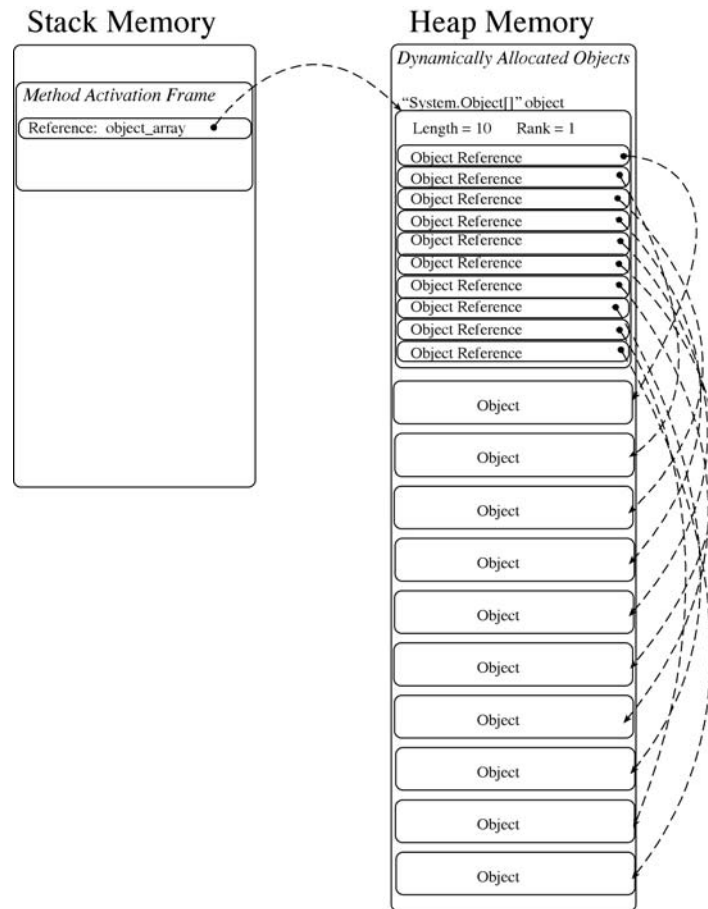 Stack Memory
Method Activation Frame
Reference: object_array
Heap Memory
Dynamically Allocated Objects
“System.Object[]” object
Length = 10 Rank = 1
Object Reference
Object Reference
Object Reference
Object Reference
Object Reference
Object Reference
Object Reference
Object Reference
Object Reference
Object Reference
Object
Object
Object
Object
Object
Object
Object
Object
Object
Object